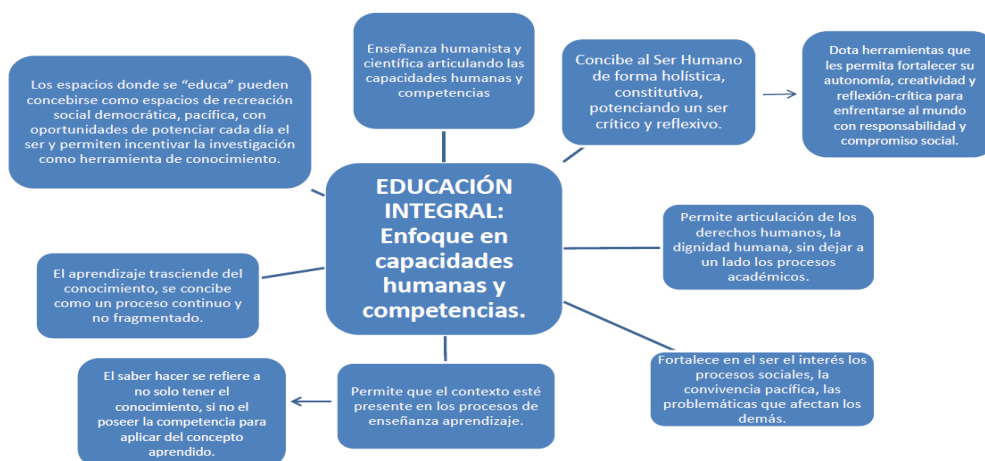 Enseñanza humanista y
científica articulando las
capacidades humanas y
competencias
Concibe al Ser Humano
de forma holística,
constitutiva,
potenciando un ser
crítico y reflexivo.
Dota herramientas que
les permita fortalecer su
autonomía, creatividad y
reflexión-crítica para
enfrentarse al mundo
con responsabilidad y
compromiso social.
Los espacios donde se “educa” pueden
concebirse como espacios de recreación
social democrática, pacífica, con
oportunidades de potenciar cada día el
ser y permiten incentivar la investigación
como herramienta de conocimiento.
EDUCACIÓN
INTEGRAL:
Enfoque en
capacidades
humanas y
competencias.
Permite articulación de los
derechos humanos, la
dignidad humana, sin dejar a
un lado los procesos
académicos.
El aprendizaje trasciende del
conocimiento, se concibe
como un proceso continuo y
no fragmentado.
Fortalece en el ser el interés los
procesos sociales, la
convivencia pacífica, las
problemáticas que afectan los
demás.
Permite que el contexto esté
presente en los procesos de
enseñanza aprendizaje.
El saber hacer se refiere a
no solo tener el
conocimiento, si no el
poseer la competencia para
aplicar del concepto
aprendido.